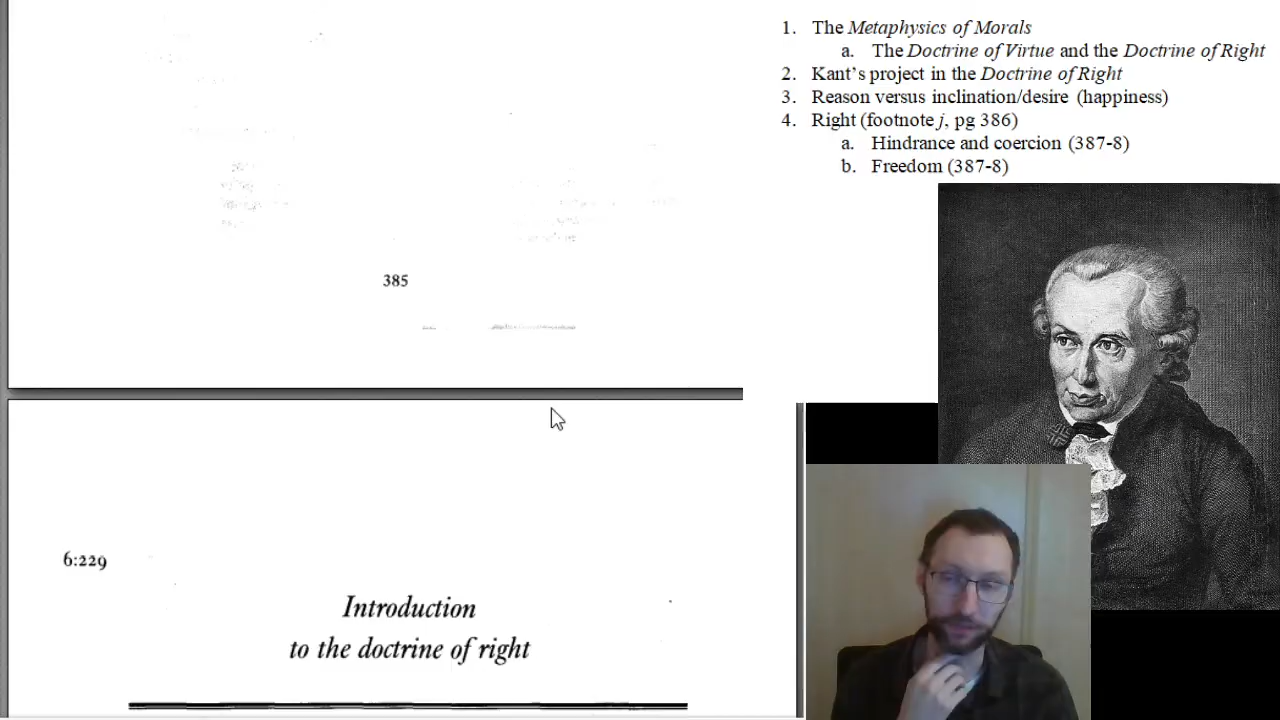 385
6:229
Introduction
to the doctrine of right
1. The Metaphysics of Morals
a. The Doctrine of Virtue and the Doctrine of Right
2. Kant's project in the Doctrine of Right
3. Reason versus inclination/desire (happiness)
4. Right (footnote j, pg 386)
a. Hindrance and coercion (387-8)
b. Freedom (387-8)